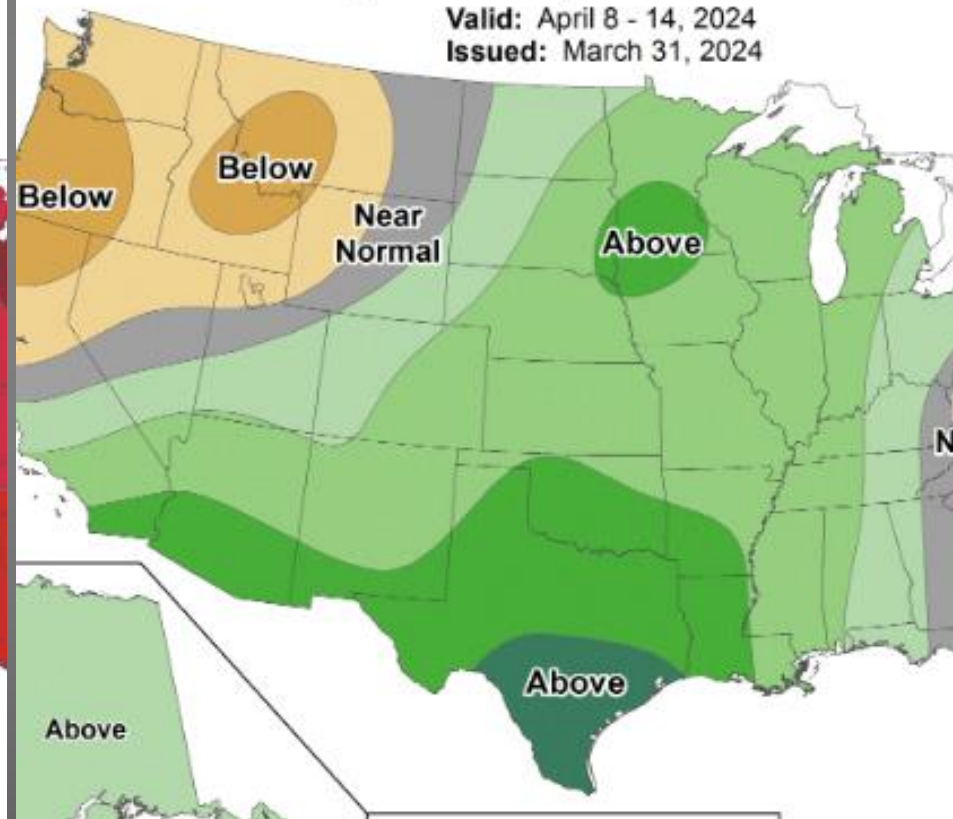 Valid: April 8 - 14, 2024
Issued: March 31, 2024
Below
Below
Near
Normal
Above
N
Above
Above